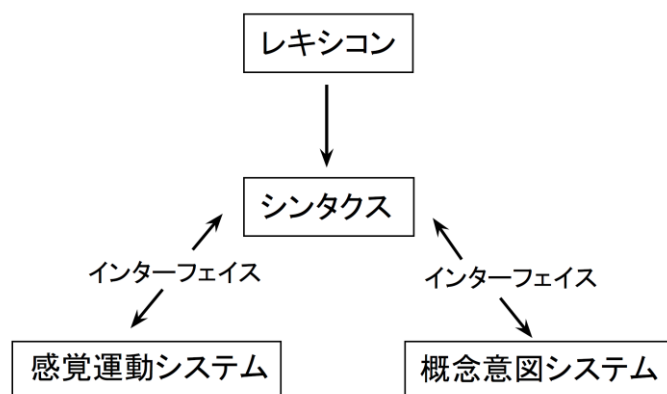 レキシコン
シンタクス
インターフェイス
インターフェイス
感覚運動システム
概念意図システム